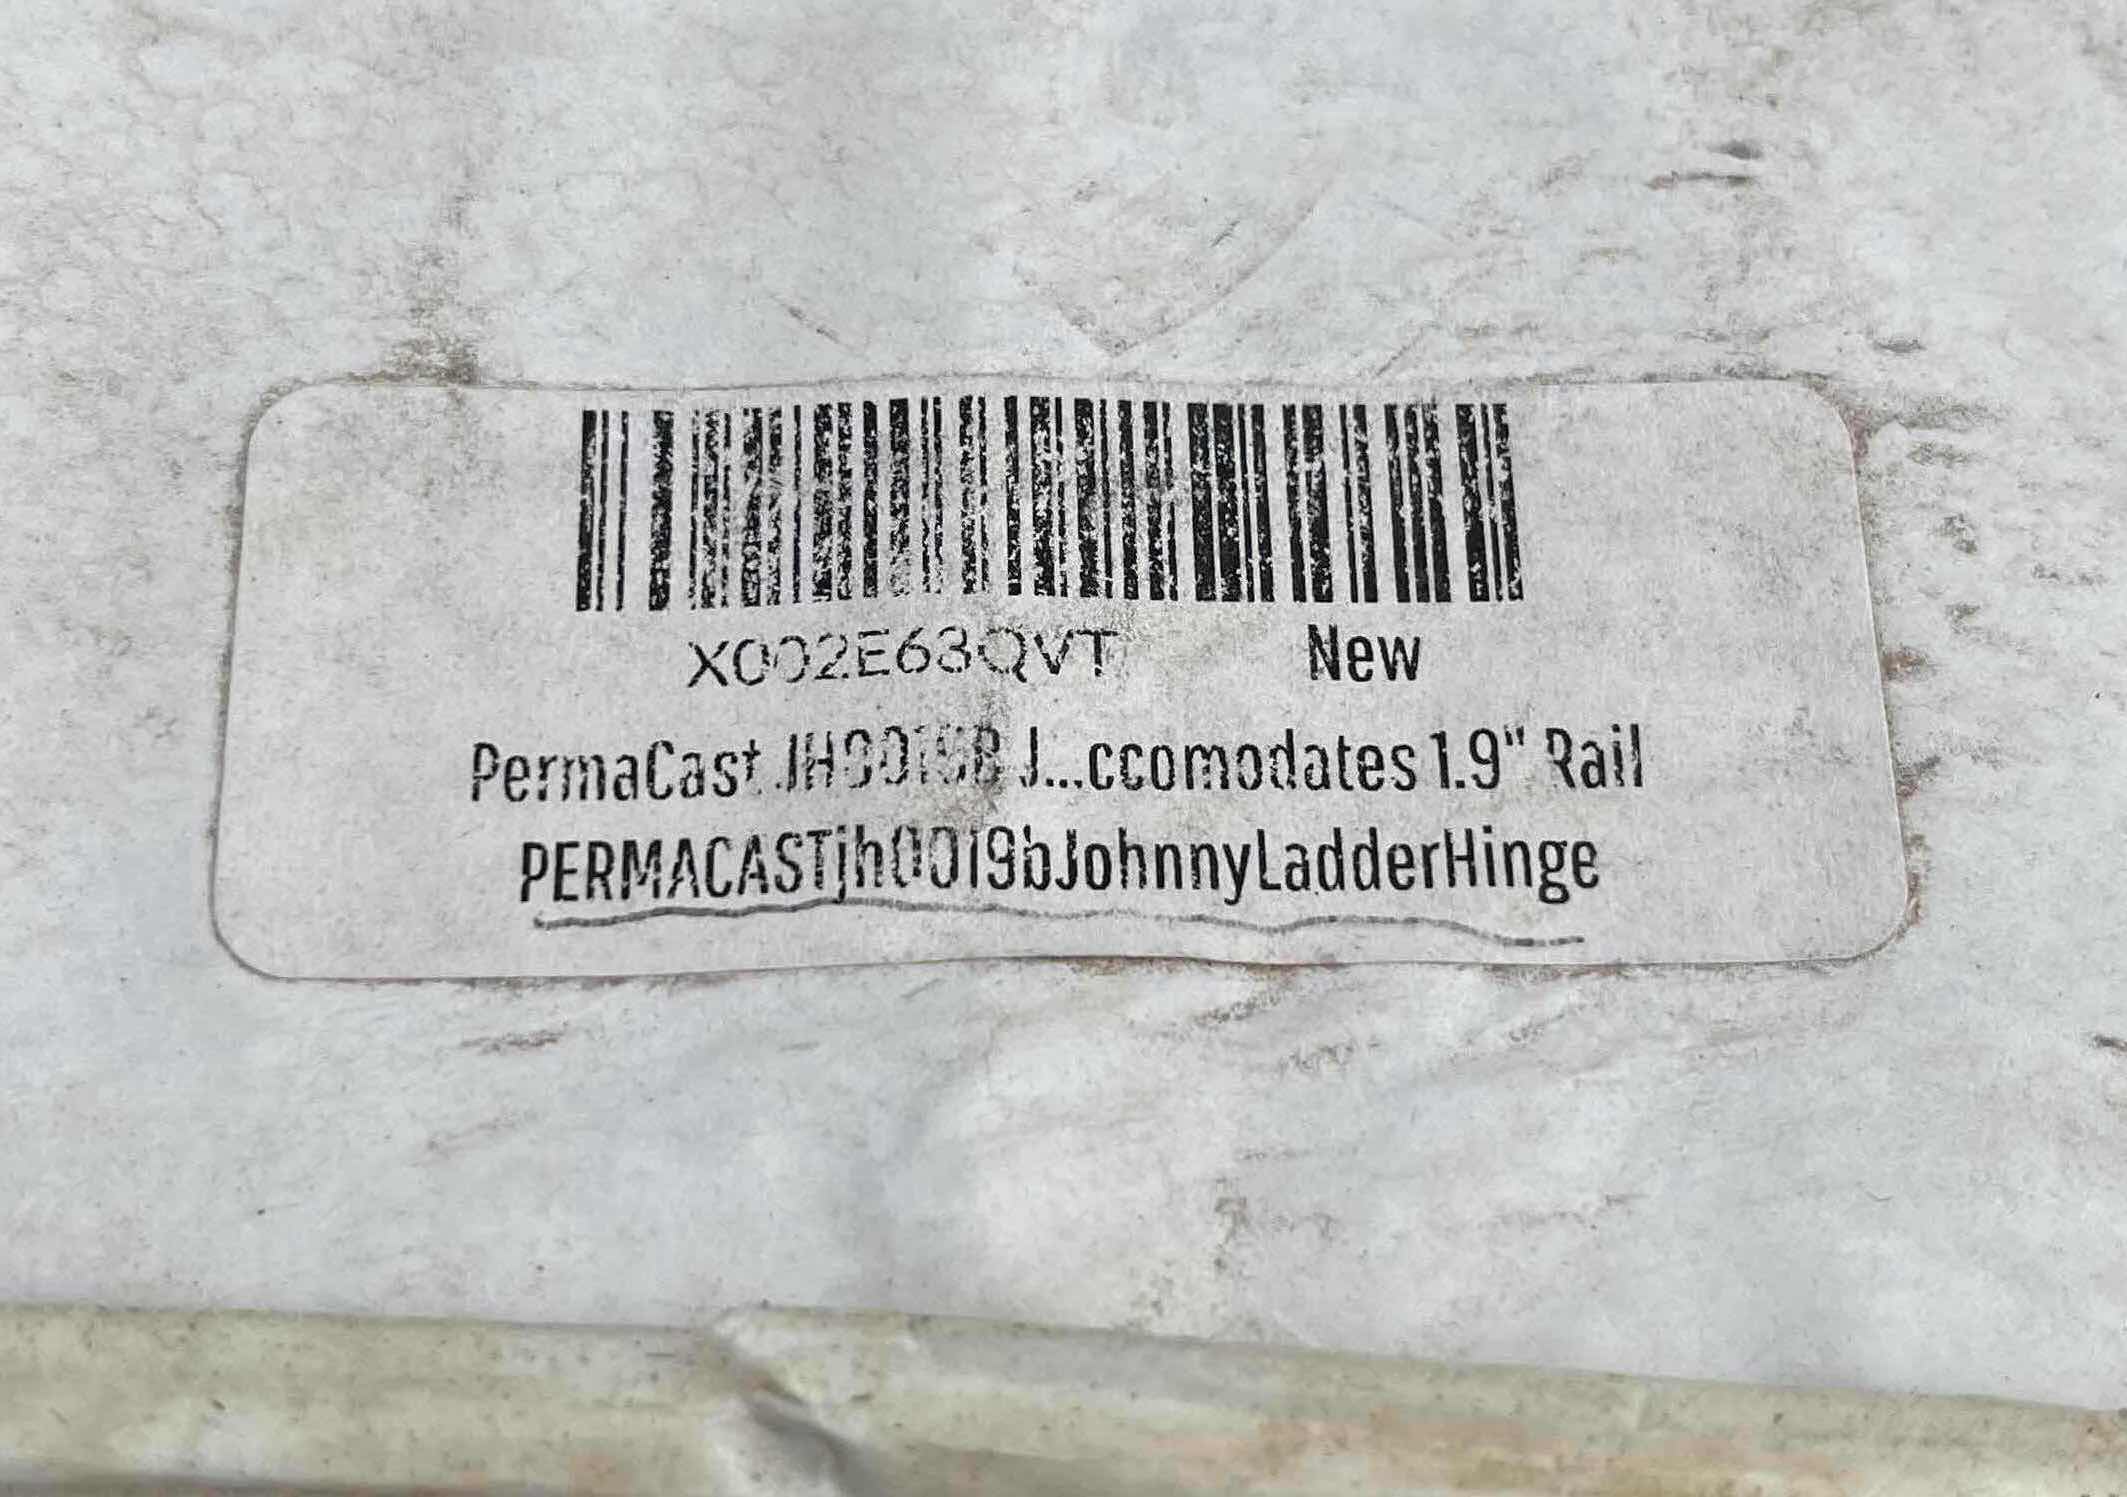 X002E63QVT New
PermaCast JH0019B J...ccomodates 1.9" Rail
PERMACASTjh0019bJohnnyLadderHinge